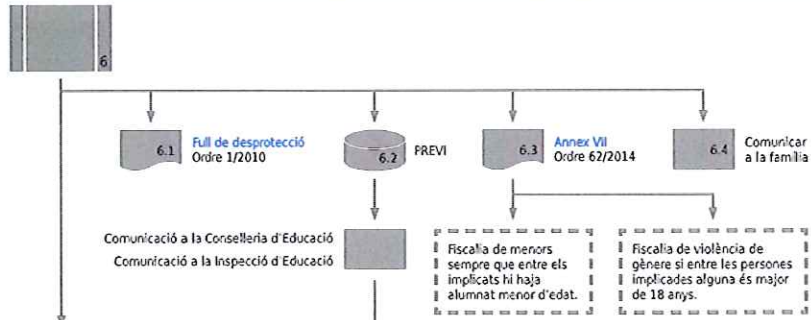 6
6.1
Full de desprotecció
Ordre 1/2010
6.2
PREVI
6.3
Annex VII
Ordre 62/2014
6.4
Comunicar
a la família
Comunicació a la Conselleria d'Educació
Comunicació a la Inspecció d'Educació
Fiscalia de menors
sempre que entre els
implicats hi haja
alumnat menor d'edat.
Fiscalia de violència de
gènere si entre les persones
implicades alguna és major
de 18 anys.